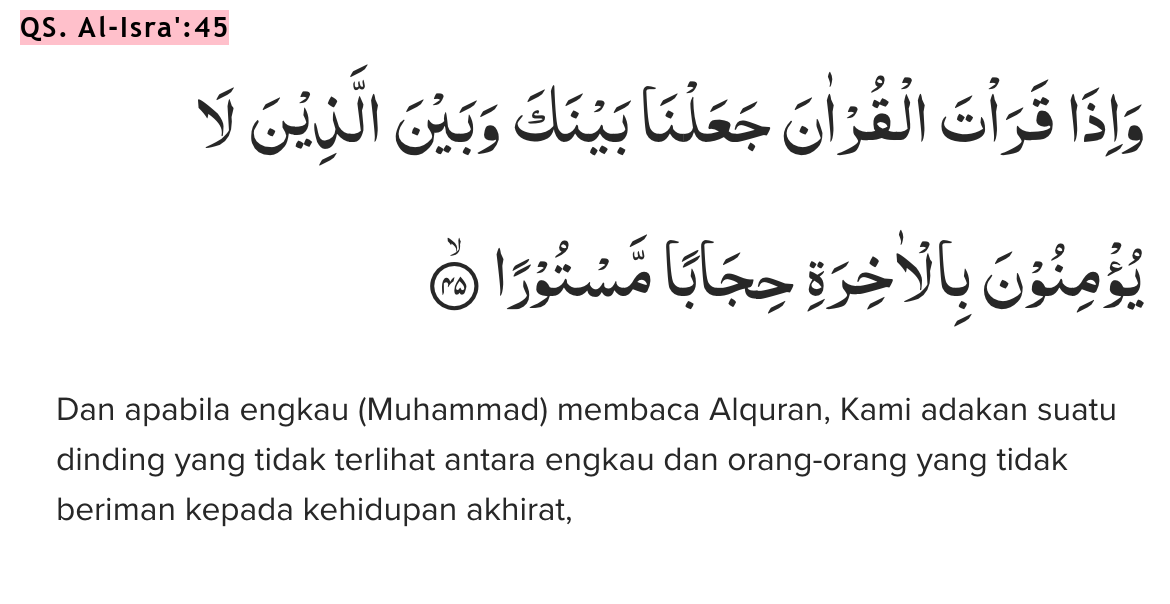 QS. Al-Isra':45
وَاِذَا قَرَأْتَ الْقُرْاٰنَ جَعَلْنَا بَيْنَكَ وَبَيْنَ الَّذِيْنَ لَا
يُؤْمِنُوْنَ بِالْاٰخِرَةِ حِجَابًا مَّسْتُوْرًاۙ ۝٤٥
Dan apabila engkau (Muhammad) membaca Alquran, Kami adakan suatu
dinding yang tidak terlihat antara engkau dan orang-orang yang tidak
beriman kepada kehidupan akhirat,